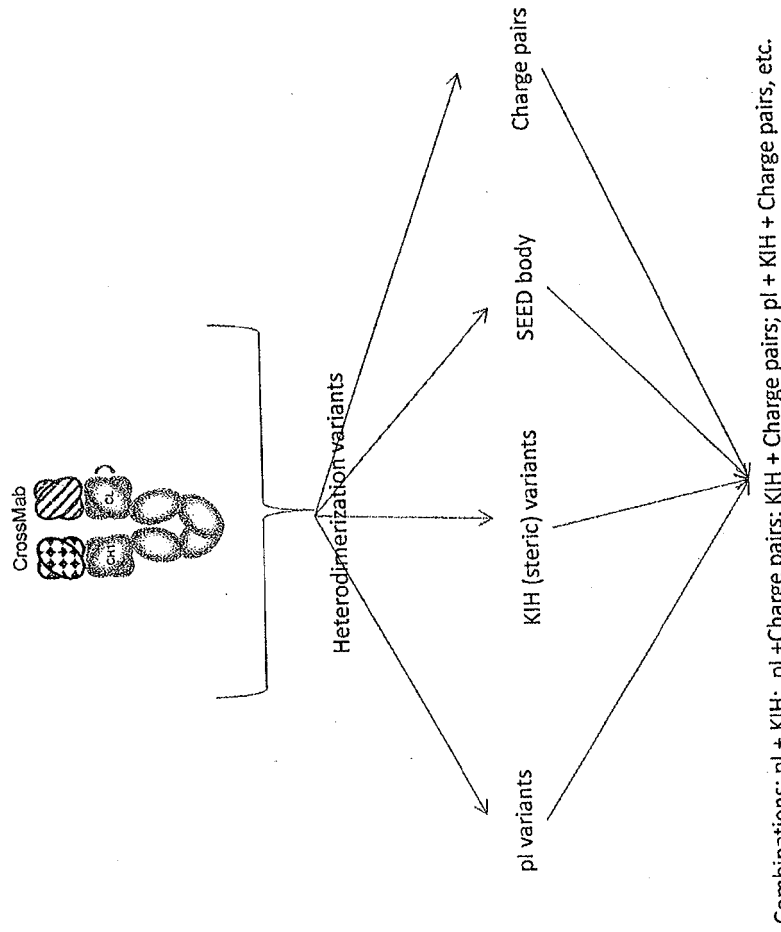 CrossMab
CH1
CL
Heterodimerization variants
pI variants
KIH (steric) variants
SEED body
Charge pairs
Combinations: pI + KIH; pI +Charge pairs; KIH + Charge pairs; pI + KIH + Charge pairs, etc.